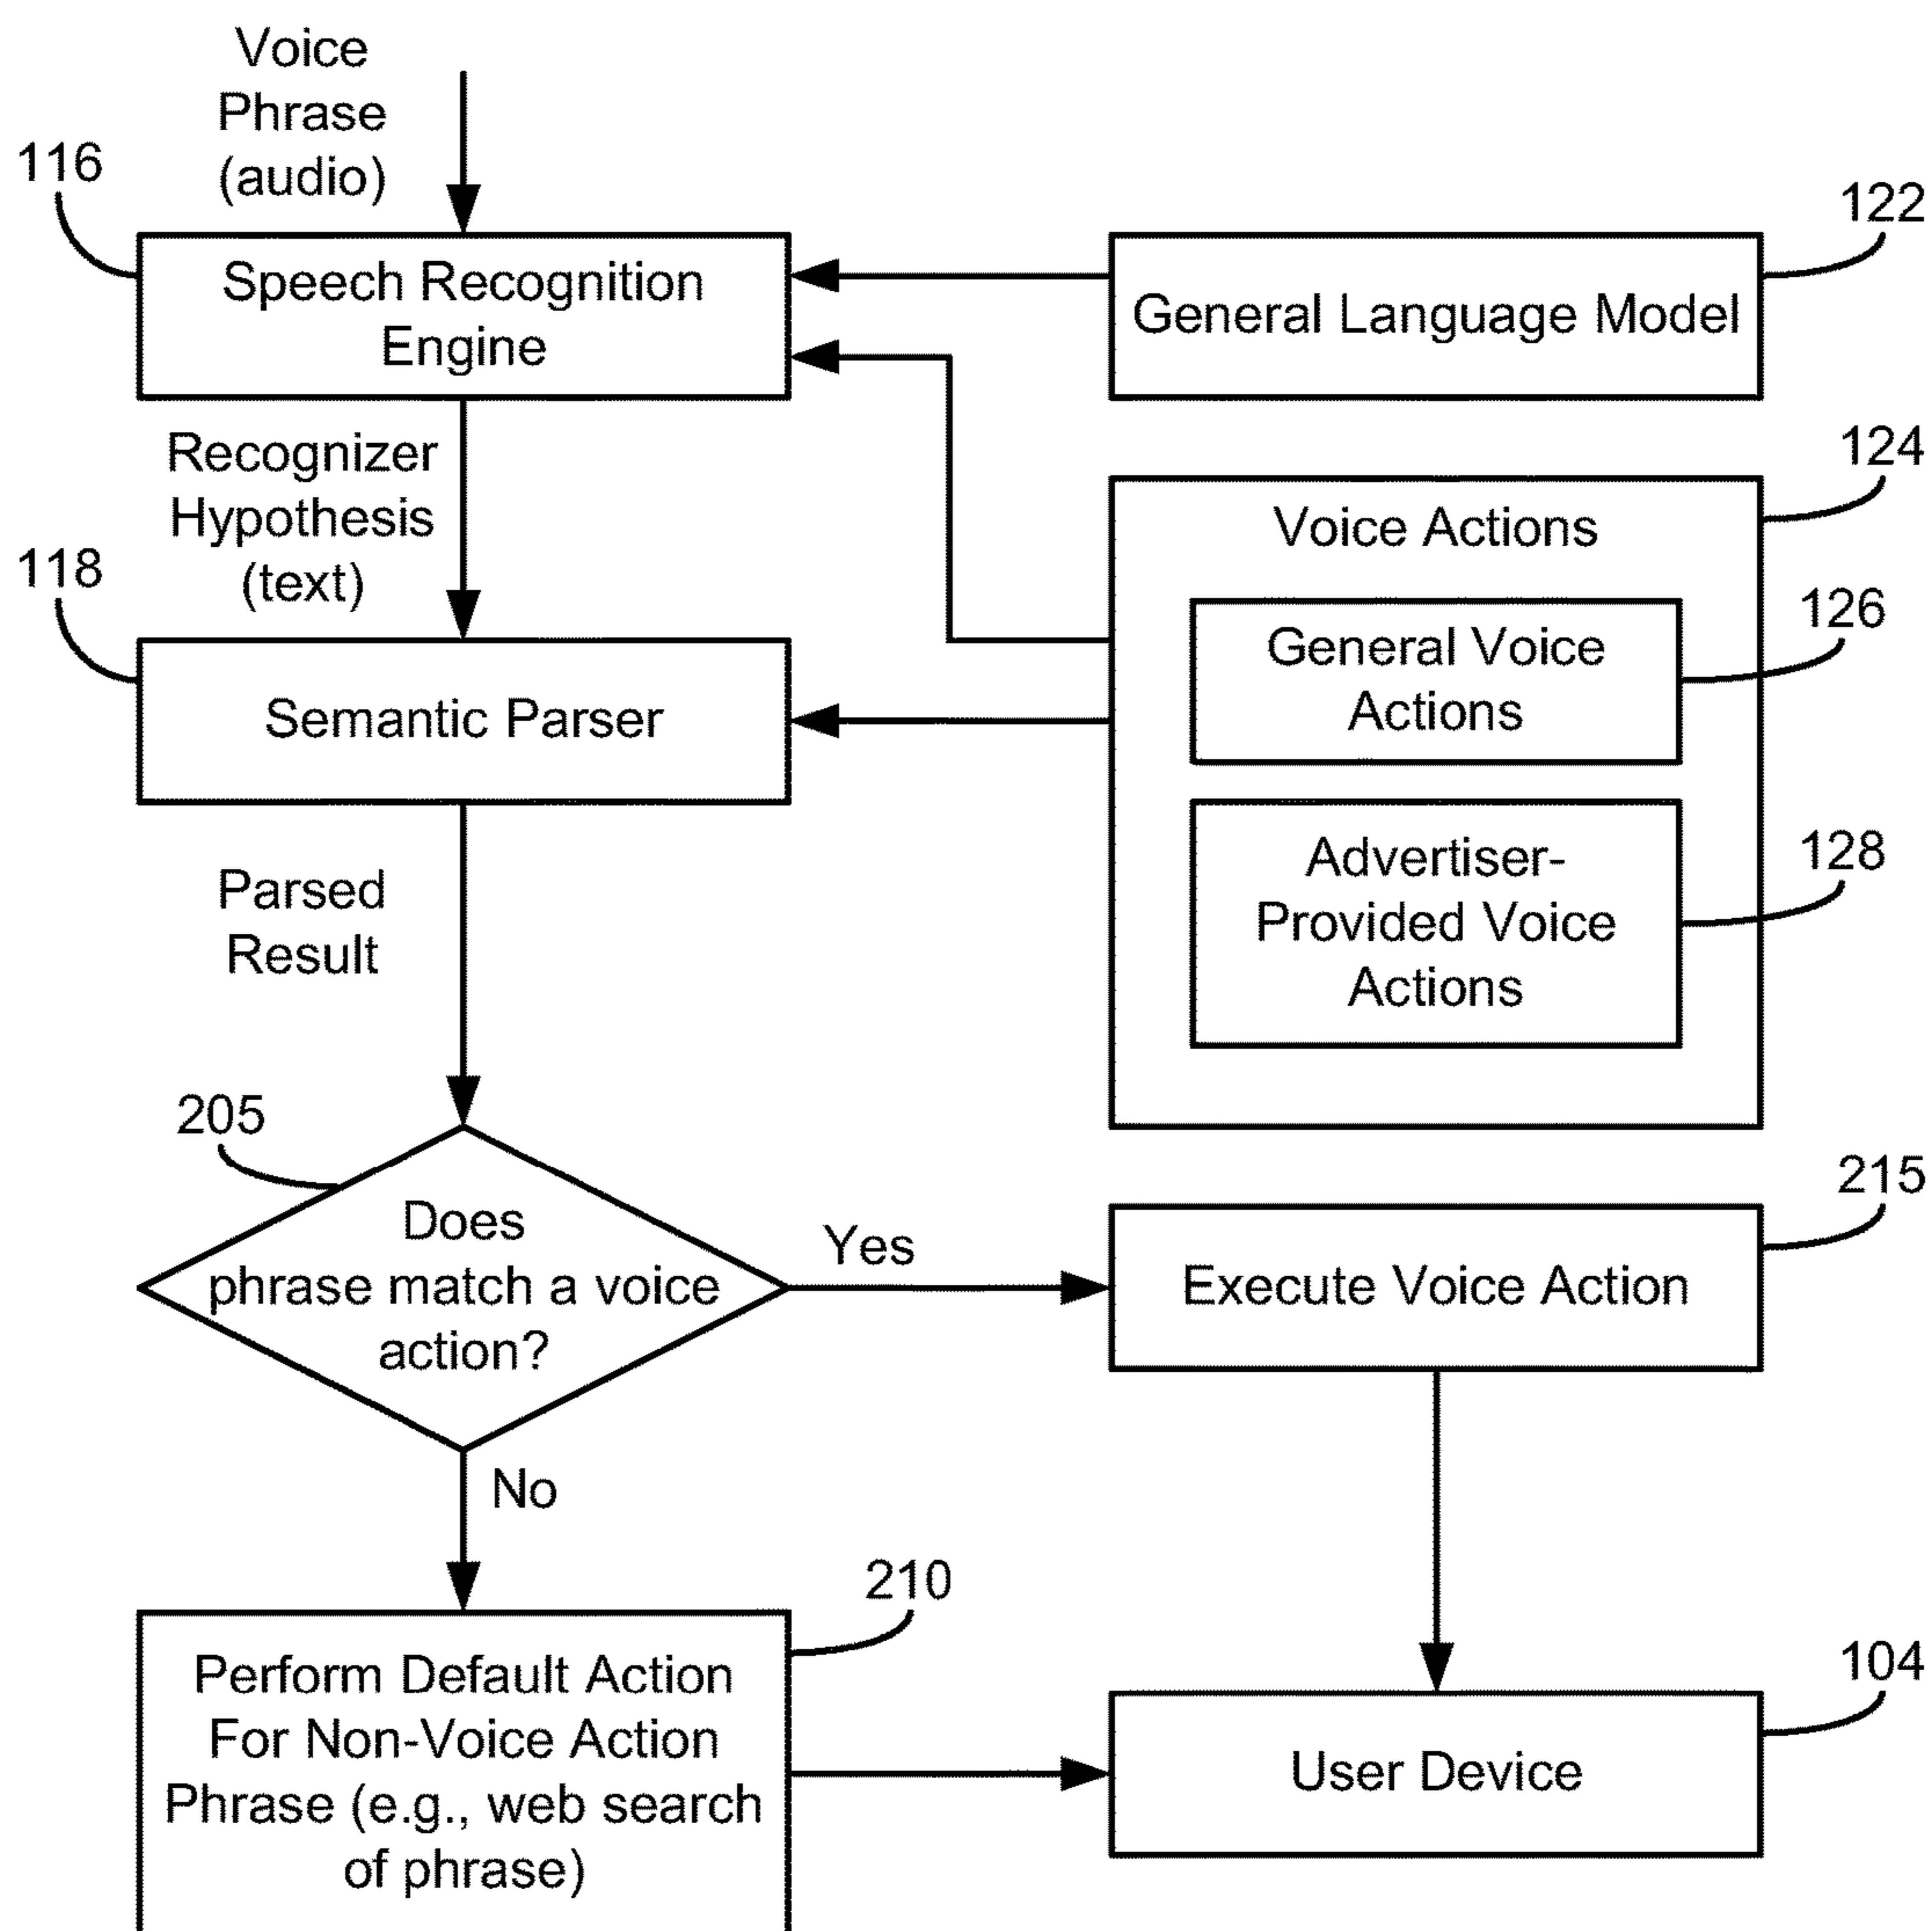 Voice
Phrase
(audio)
116
Speech Recognition
Engine
122
General Language Model
Recognizer
Hypothesis
(text)
118
Semantic Parser
124
Voice Actions
126
General Voice
Actions
128
Advertiser-
Provided Voice
Actions
Parsed
Result
205
Does
phrase match a voice
action?
Yes
215
Execute Voice Action
No
210
Perform Default Action
For Non-Voice Action
Phrase (e.g., web search
of phrase)
104
User Device